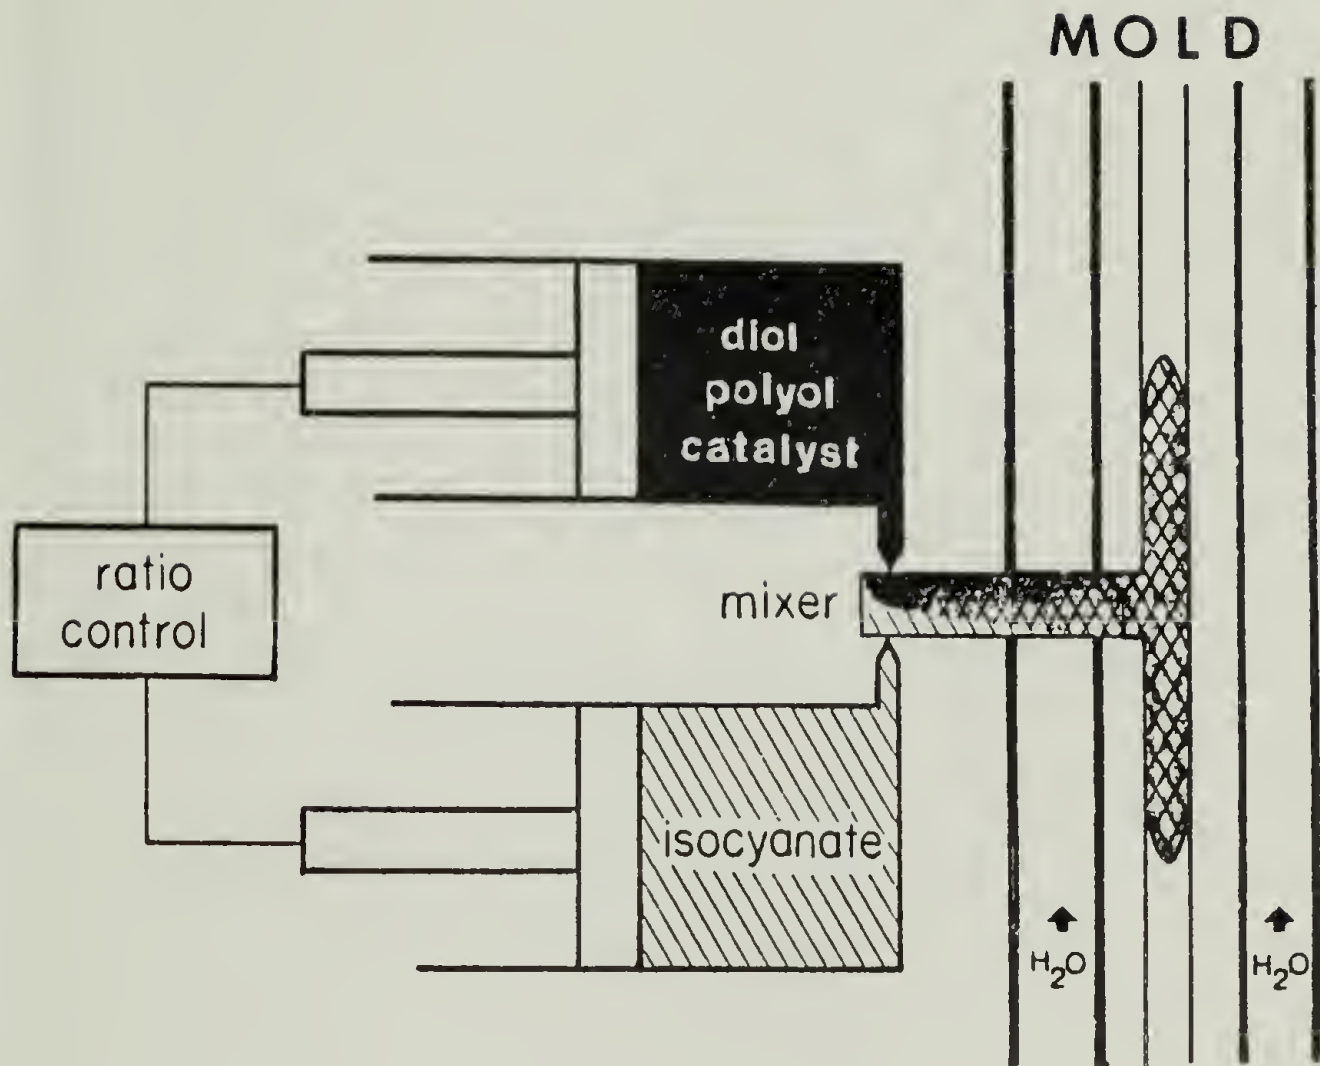 MOLD
diol
polyol
catalyst
ratio
control
mixer
isocyanate
H₂O
H₂O